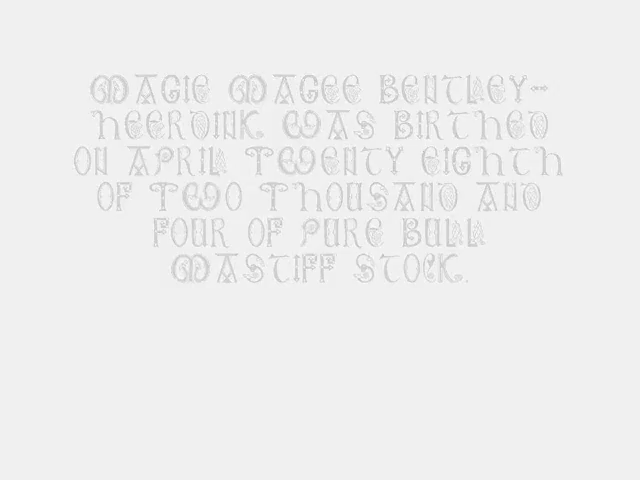 MAGIE MAGEE BENTLEY-
HEERDINK WAS BIRTHED
ON APRIL TWENTY EIGHTH
OF TWO THOUSAND AND
FOUR OF PURE BULL
MASTIFF STOCK.